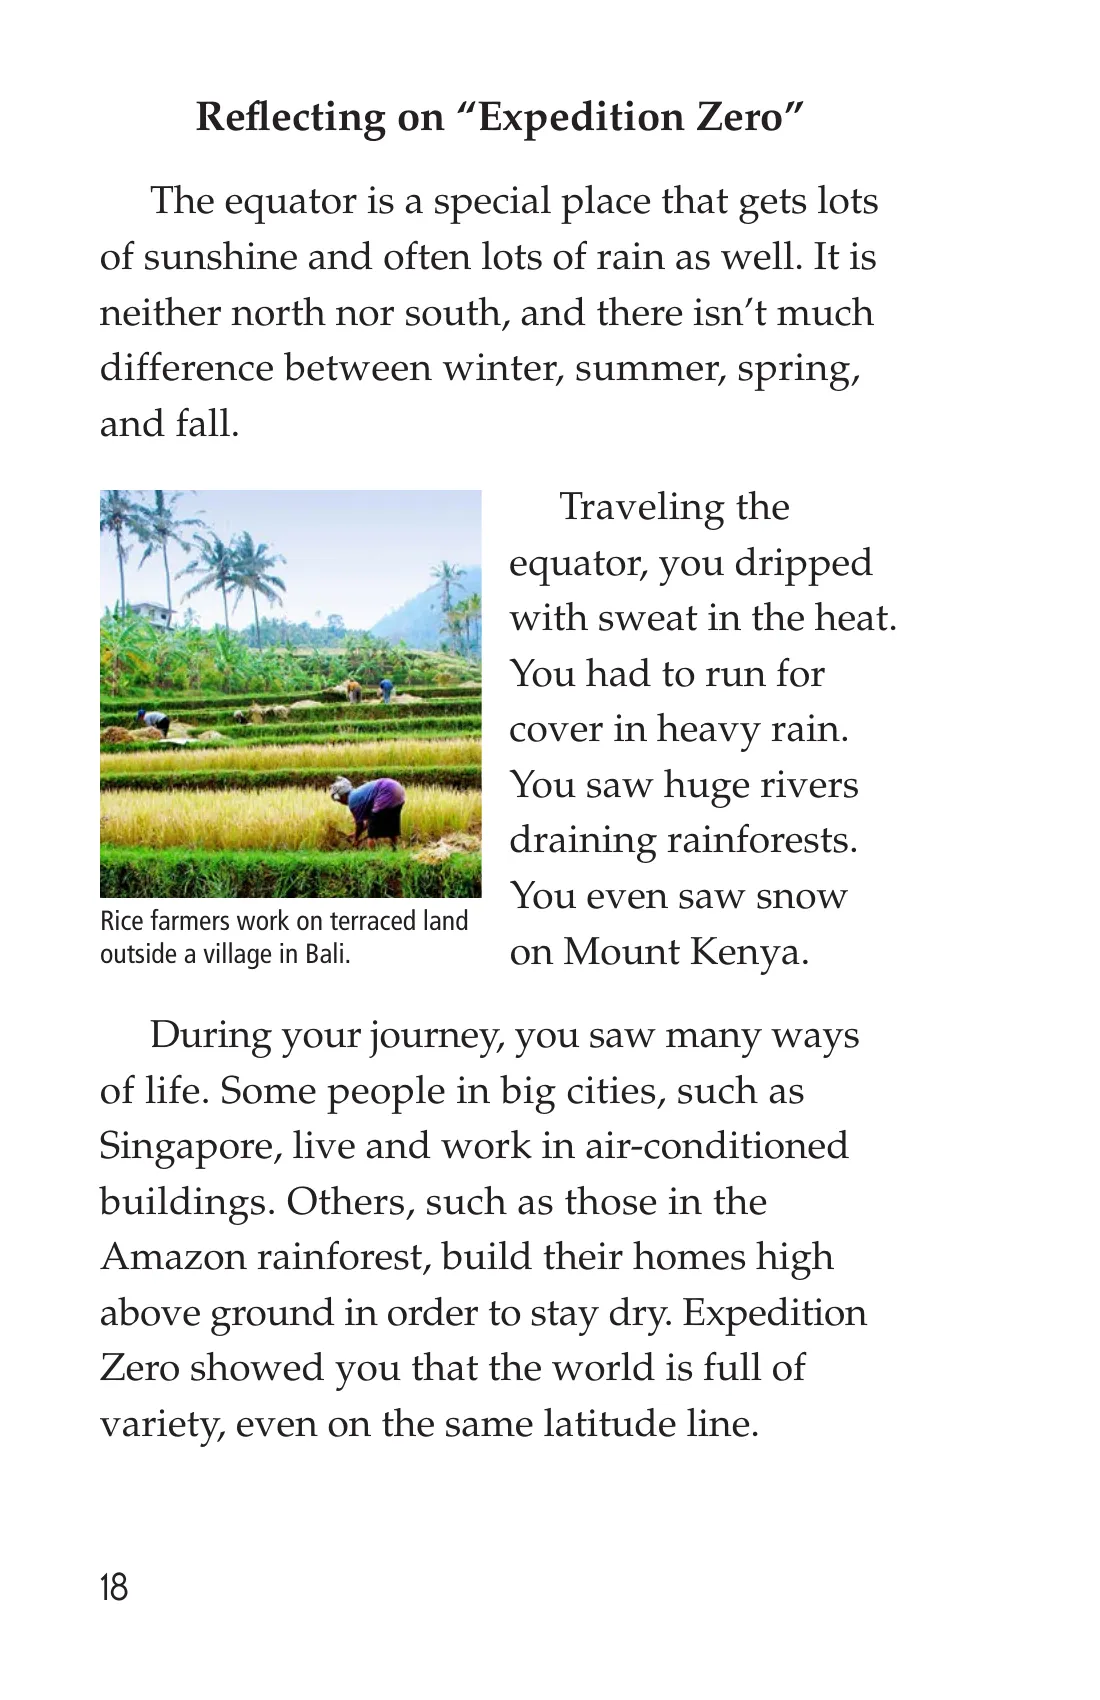 Reflecting on “Expedition Zero”
The equator is a special place that gets lots
of sunshine and often lots of rain as well. It is
neither north nor south, and there isn’t much
difference between winter, summer, spring,
and fall.
Traveling the
equator, you dripped
with sweat in the heat.
You had to run for
cover in heavy rain.
You saw huge rivers
draining rainforests.
You even saw snow
on Mount Kenya.
Rice farmers work on terraced land
outside a village in Bali.
During your journey, you saw many ways
of life. Some people in big cities, such as
Singapore, live and work in air-conditioned
buildings. Others, such as those in the
Amazon rainforest, build their homes high
above ground in order to stay dry. Expedition
Zero showed you that the world is full of
variety, even on the same latitude line.
18